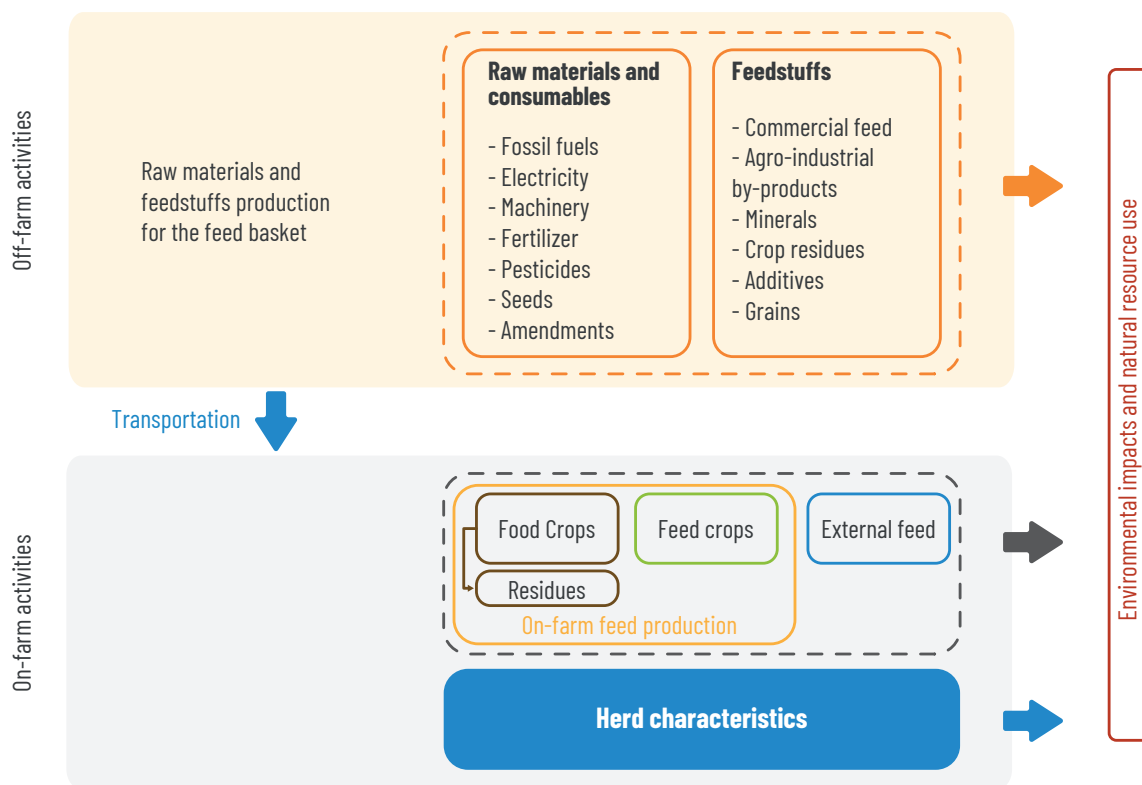 Off-farm activities
Raw materials and
feedstuffs production
for the feed basket
Raw materials and
consumables
- Fossil fuels
- Electricity
- Machinery
- Fertilizer
- Pesticides
- Seeds
- Amendments
Feedstuffs
- Commercial feed
- Agro-industrial
by-products
- Minerals
- Crop residues
- Additives
- Grains
Transportation
On-farm activities
Food Crops
Feed crops
External feed
Residues
On-farm feed production
Herd characteristics
Environmental impacts and natural resource use